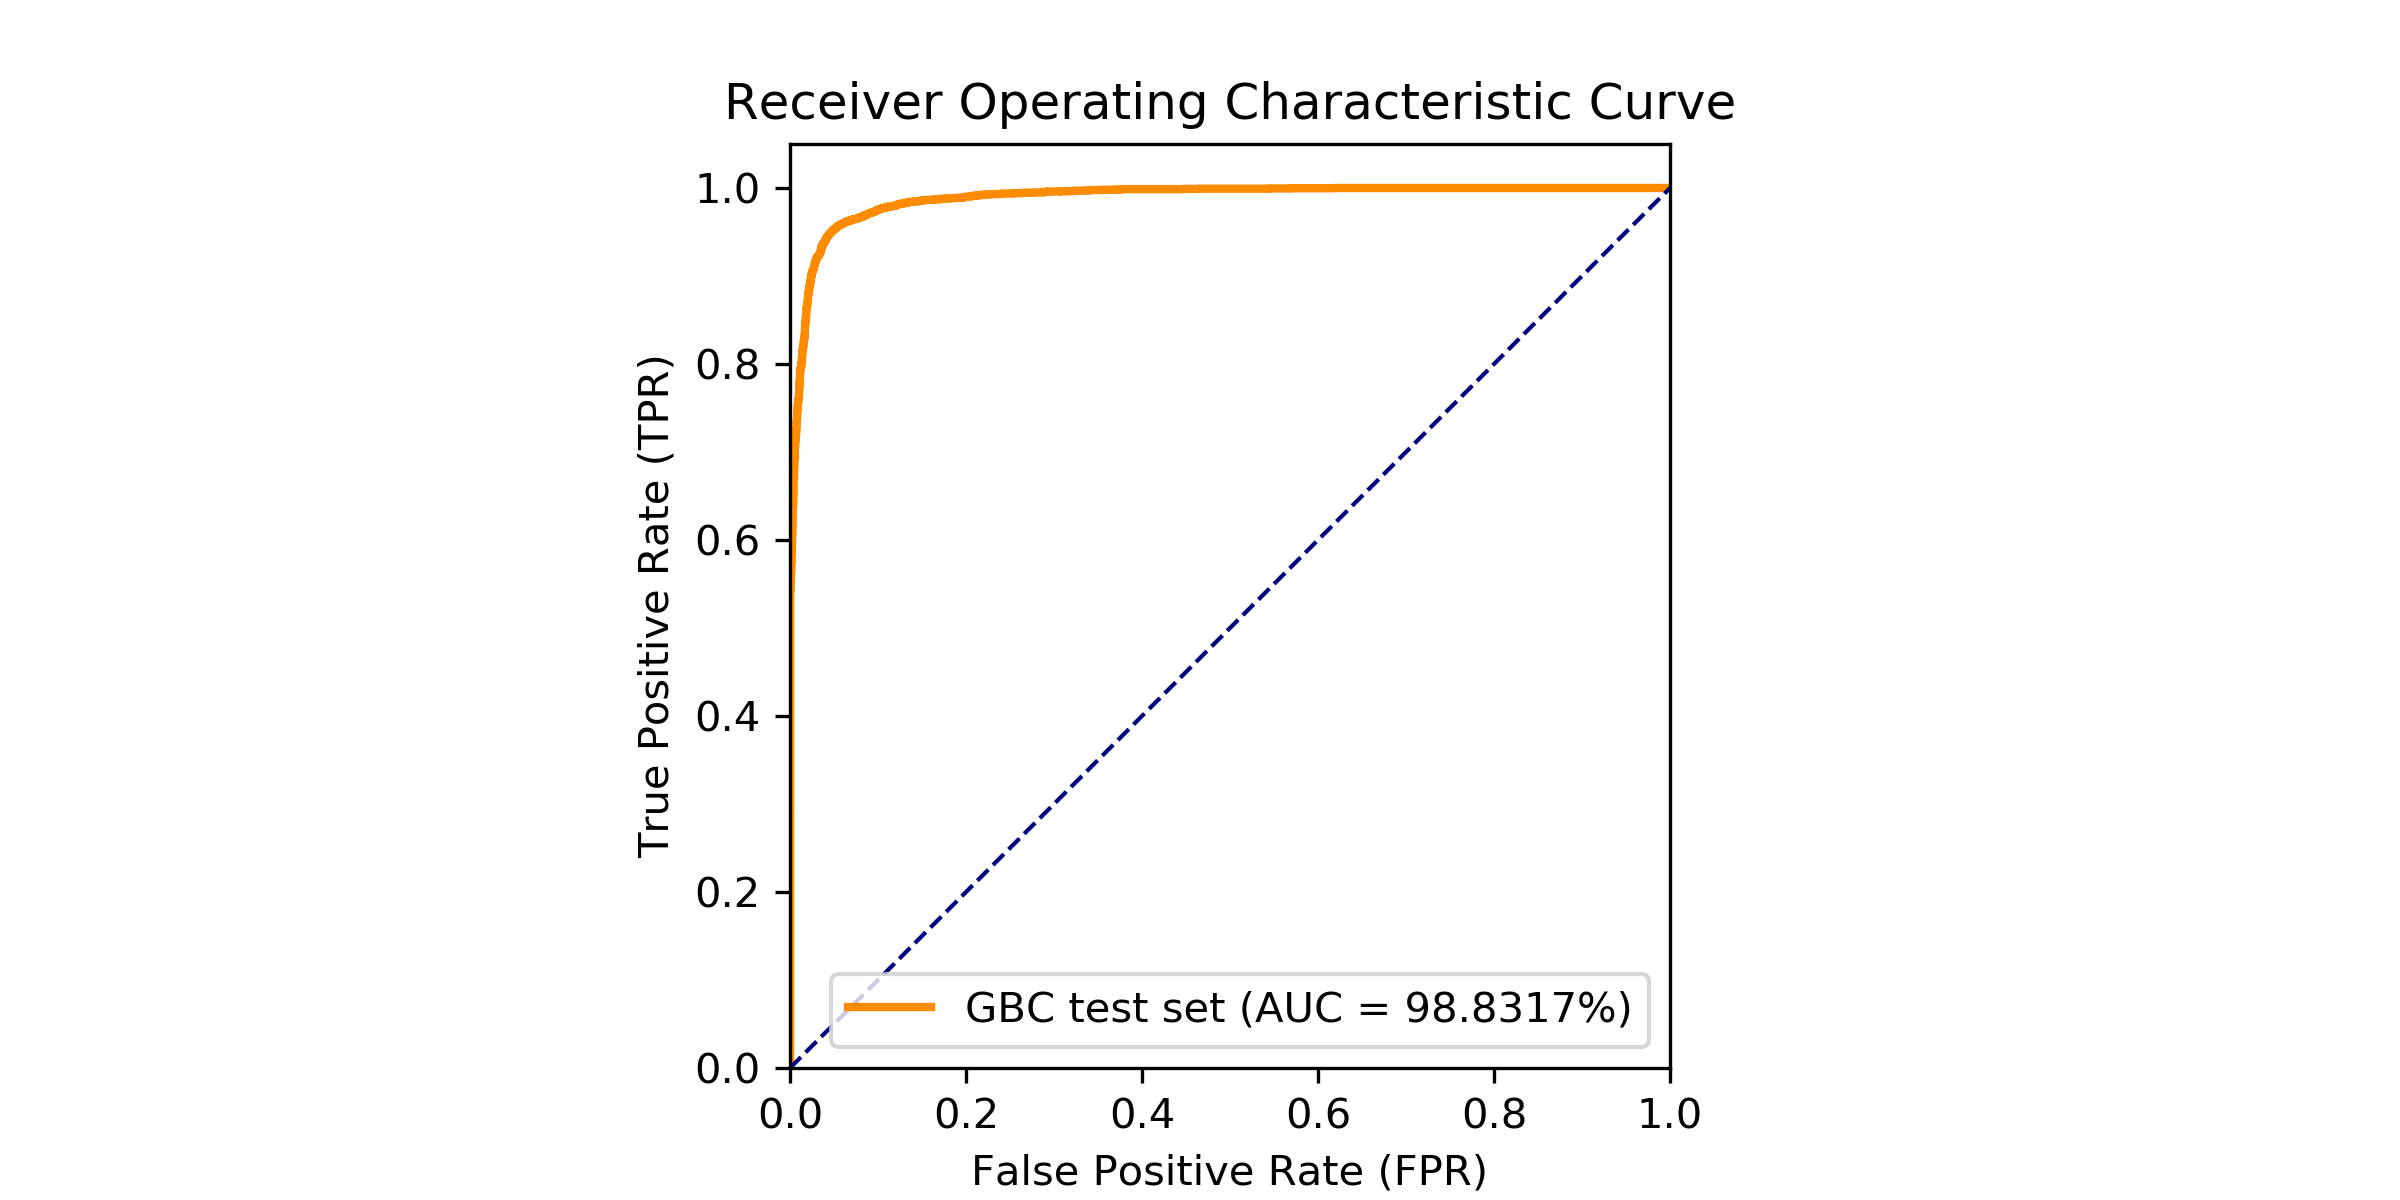 Receiver Operating Characteristic Curve
True Positive Rate (TPR)
1.0
0.8
0.6
0.4
0.2
0.0
GBC test set (AUC = 98.8317%)
0.0 0.2 0.4 0.6 0.8 1.0
False Positive Rate (FPR)